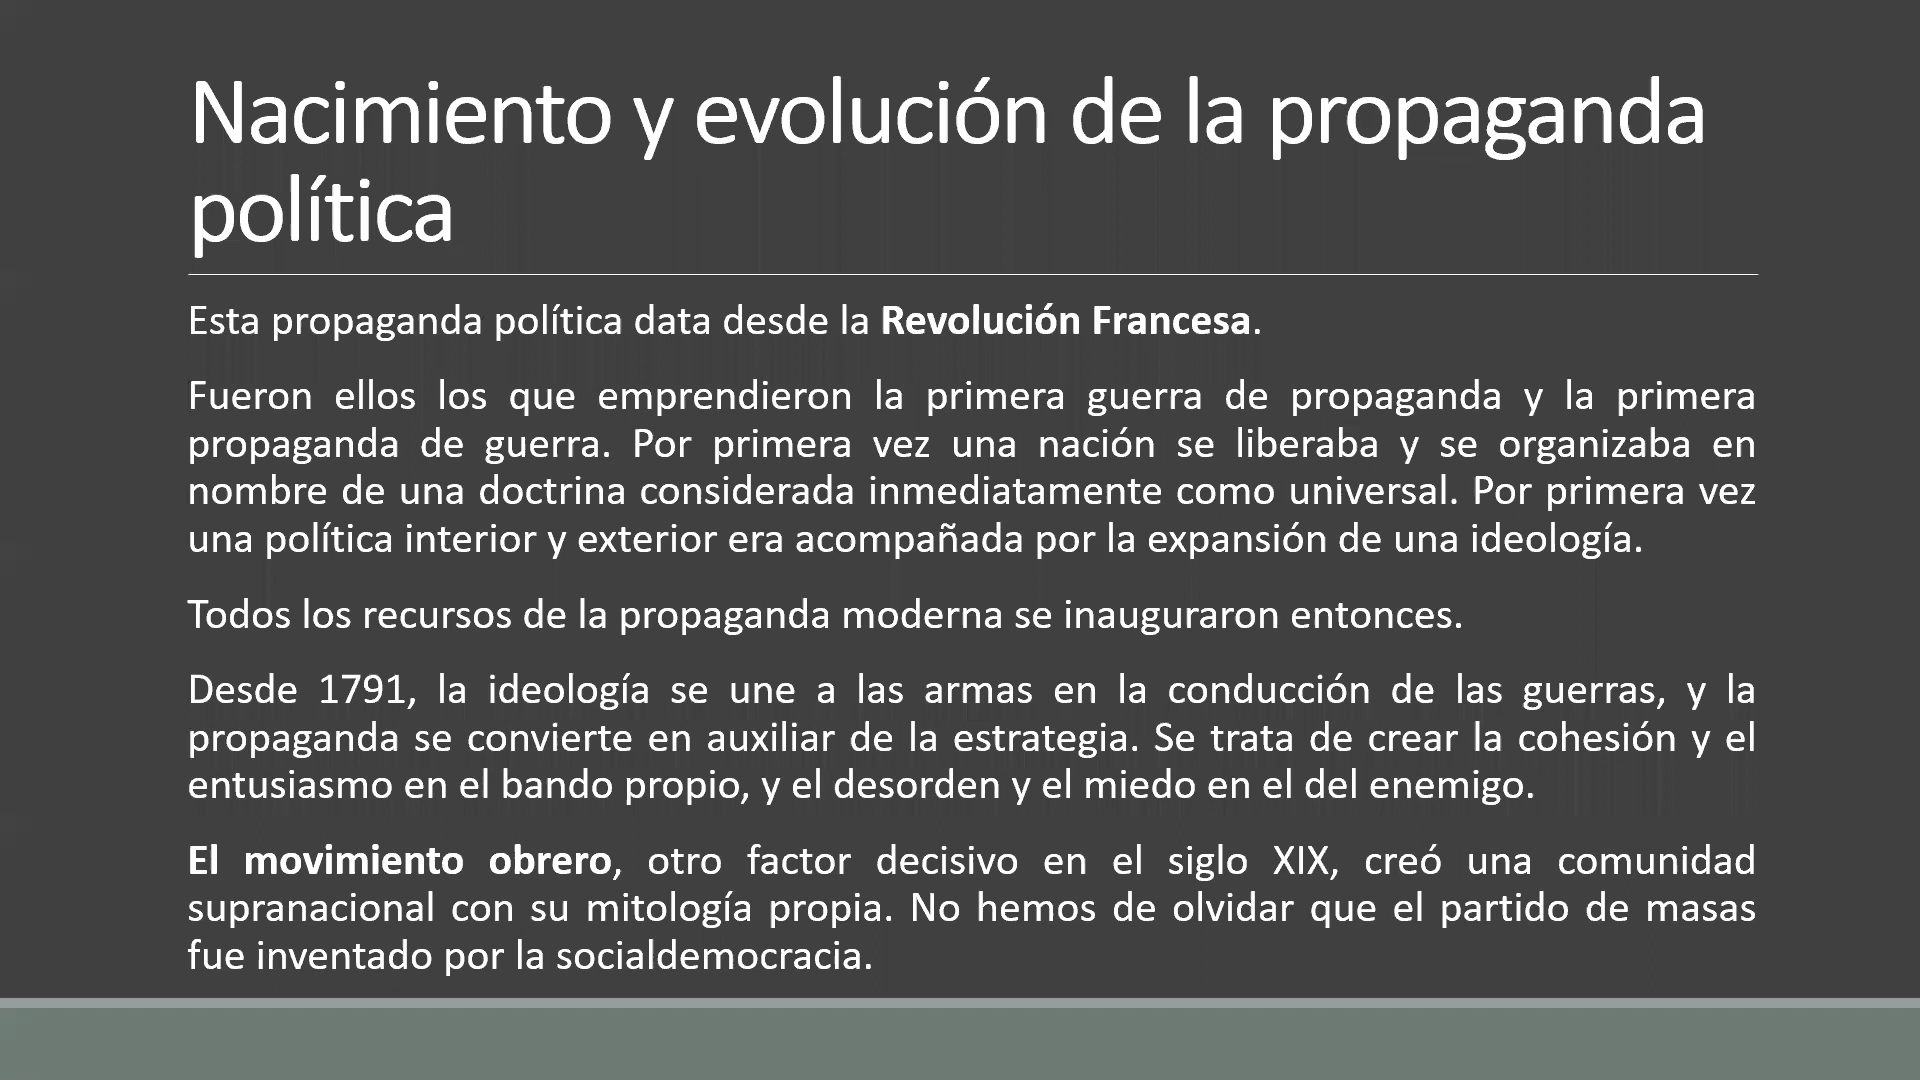 Nacimiento y evolución de la propaganda
política
Esta propaganda política data desde la Revolución Francesa.
Fueron ellos los que emprendieron la primera guerra de propaganda y la primera
propaganda de guerra. Por primera vez una nación se liberaba y se organizaba en
nombre de una doctrina considerada inmediatamente como universal. Por primera vez
una política interior y exterior era acompañada por la expansión de una ideología.
Todos los recursos de la propaganda moderna se inauguraron entonces.
Desde 1791, la ideología se une a las armas en la conducción de las guerras, y la
propaganda se convierte en auxiliar de la estrategia. Se trata de crear la cohesión y el
entusiasmo en el bando propio, y el desorden y el miedo en el del enemigo.
El movimiento obrero, otro factor decisivo en el siglo XIX, creó una comunidad
supranacional con su mitología propia. No hemos de olvidar que el partido de masas
fue inventado por la socialdemocracia.